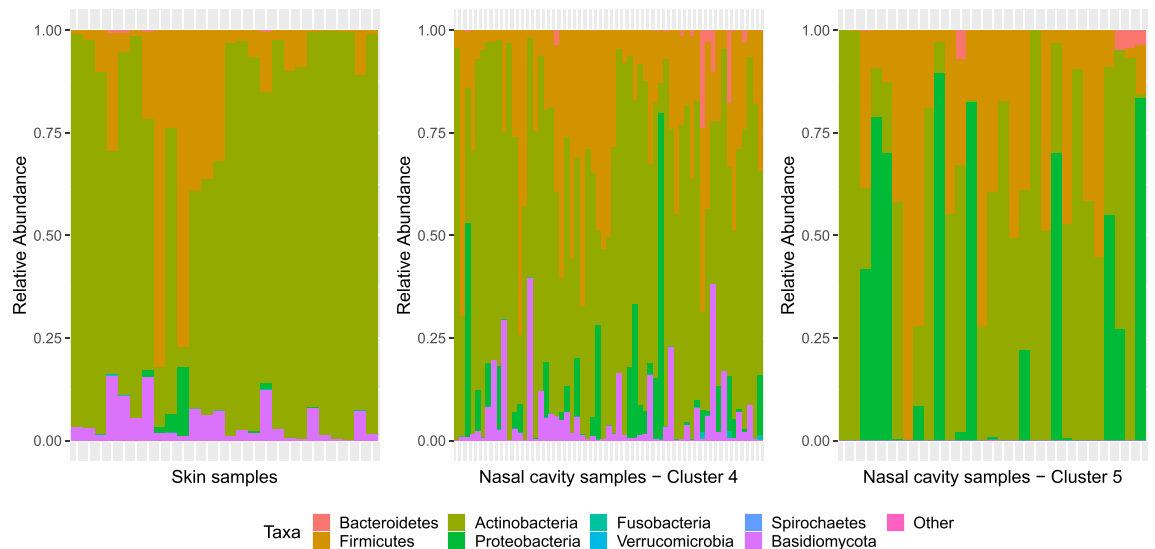 1.00
0.75
0.50
0.25
0.00
Relative Abundance
Skin samples
1.00
0.75
0.50
0.25
0.00
Relative Abundance
Nasal cavity samples − Cluster 4
1.00
0.75
0.50
0.25
0.00
Relative Abundance
Nasal cavity samples − Cluster 5
Taxa
Bacteroidetes Actinobacteria Fusobacteria Spirochaetes Other
Firmicutes Proteobacteria Verrucomicrobia Basidiomycota